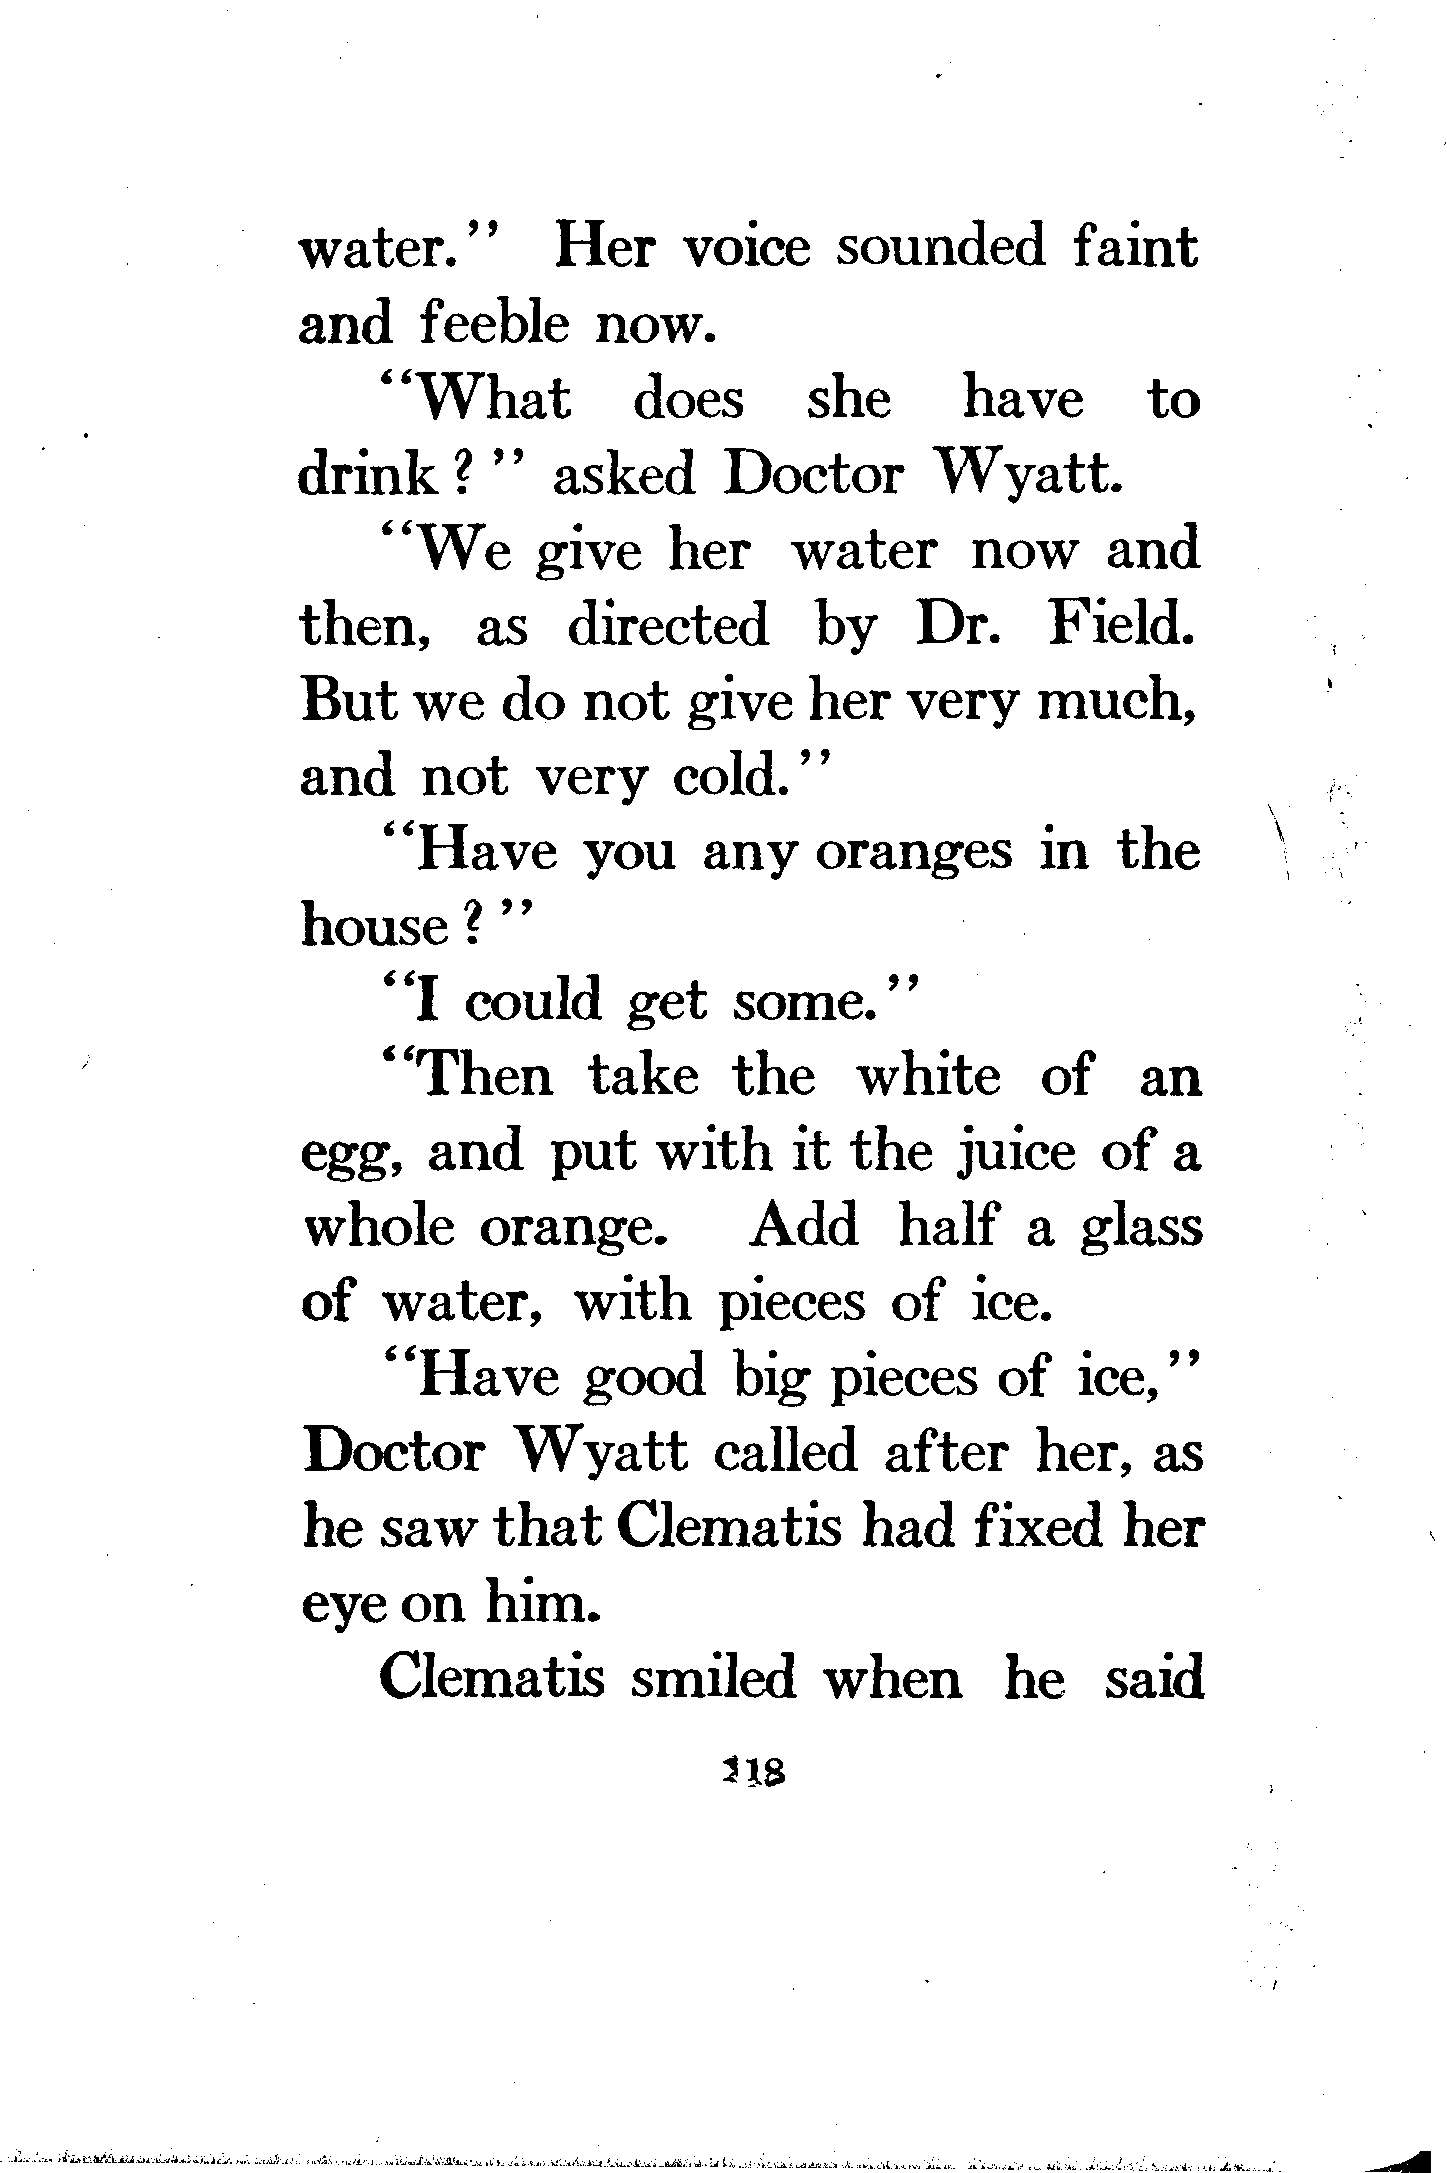 water." Her voice sounded faint
and feeble now.
"What does she have to
drink?" asked Doctor Wyatt.
"We give her water now and
then, as directed by Dr. Field.
But we do not give her very much,
and not very cold."
"Have you any oranges in the
house?"
"I could get some."
"Then take the white of an
egg, and put with it the juice of a
whole orange. Add half a glass
of water, with pieces of ice.
"Have good big pieces of ice,"
Doctor Wyatt called after her, as
he saw that Clematis had fixed her
eye on him.
Clematis smiled when he said